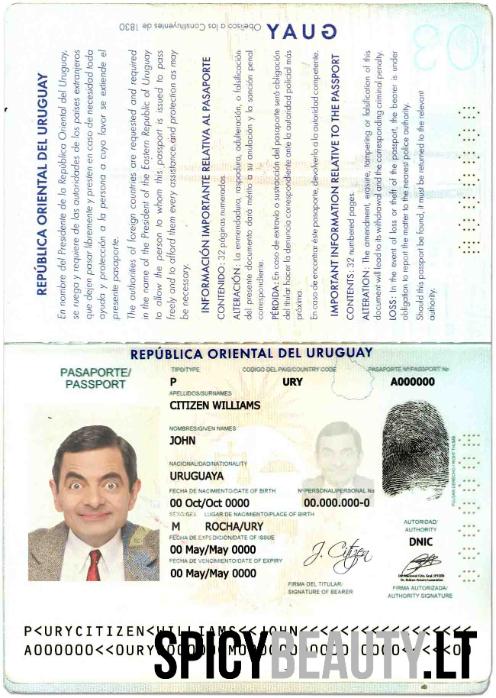 Obelisco a los Constituyentes de 1830
GUAY
REPÚBLICA ORIENTAL DEL URUGUAY
En nombre del Presidente de la República Oriental del Uruguay,
se ruega y requiere de las autoridades de los países extranjeros
que dejen pasar libremente y presten en caso de necesidad toda
ayuda y protección a la persona a cuyo favor se extiende el
presente pasaporte.
The authorities of foreign countries are requested and required
in the name of the President of the Eastern Republic of Uruguay
to allow the person to whom this passport is issued to pass
freely and to afford them every assistance and protection as may
be necessary.
INFORMACIÓN IMPORTANTE RELATIVA AL PASAPORTE
CONTENIDO: 32 páginas numeradas.
ALTERACIÓN: La enmendadura, raspadura, adulteración, o falsificación
del presente documento dará mérito a su anulación y la sanción penal
correspondiente.
PÉRDIDA: En caso de extravío o sustracción del pasaporte será obligación
del titular hacer la denuncia correspondiente ante la autoridad policial más
próxima.
En caso de encontrar éste pasaporte, devolverlo a la autoridad competente.
IMPORTANT INFORMATION RELATIVE TO THE PASSPORT
CONTENTS: 32 numbered pages.
ALTERATION: The amendment, erasure, tampering or falsification of this
document will lead to its withdrawal and the corresponding criminal penalty.
LOSS: In the event of loss or theft of the passport, the bearer is under
obligation to report the matter to the nearest police authority.
Should this passport be found, it must be returned to the relevant
authority.
REPÚBLICA ORIENTAL DEL URUGUAY
PASAPORTE/
PASSPORT
TIPO/TYPE CODIGO DEL PAIS/COUNTRY CODE PASAPORTE Nº/PASSPORT No
P URY A000000
APELLIDOS/SURNAMES
CITIZEN WILLIAMS
NOMBRES/GIVEN NAMES
JOHN
NACIONALIDAD/NATIONALITY
URUGUAYA
FECHA DE NACIMIENTO/DATE OF BIRTH Nº PERSONAL/PERSONAL No
00 Oct/Oct 0000 00.000.000-0
SEXO/SEX LUGAR DE NACIMIENTO/PLACE OF BIRTH
M ROCHA/URY
FECHA DE EXPEDICION/DATE OF ISSUE
00 May/May 0000
FECHA DE VENCIMIENTO/DATE OF EXPIRY
00 May/May 0000
J. Citizen
FIRMA DEL TITULAR/
SIGNATURE OF BEARER
AUTORIDAD/
AUTHORITY
DNIC
FIRMA AUTORIZADA/
AUTHORITY SIGNATURE
P<URYCITIZEN<WILLIAMS<<JOHN<<<<<<<<<<<<<<<<<
SPICYBEAUTY.LT